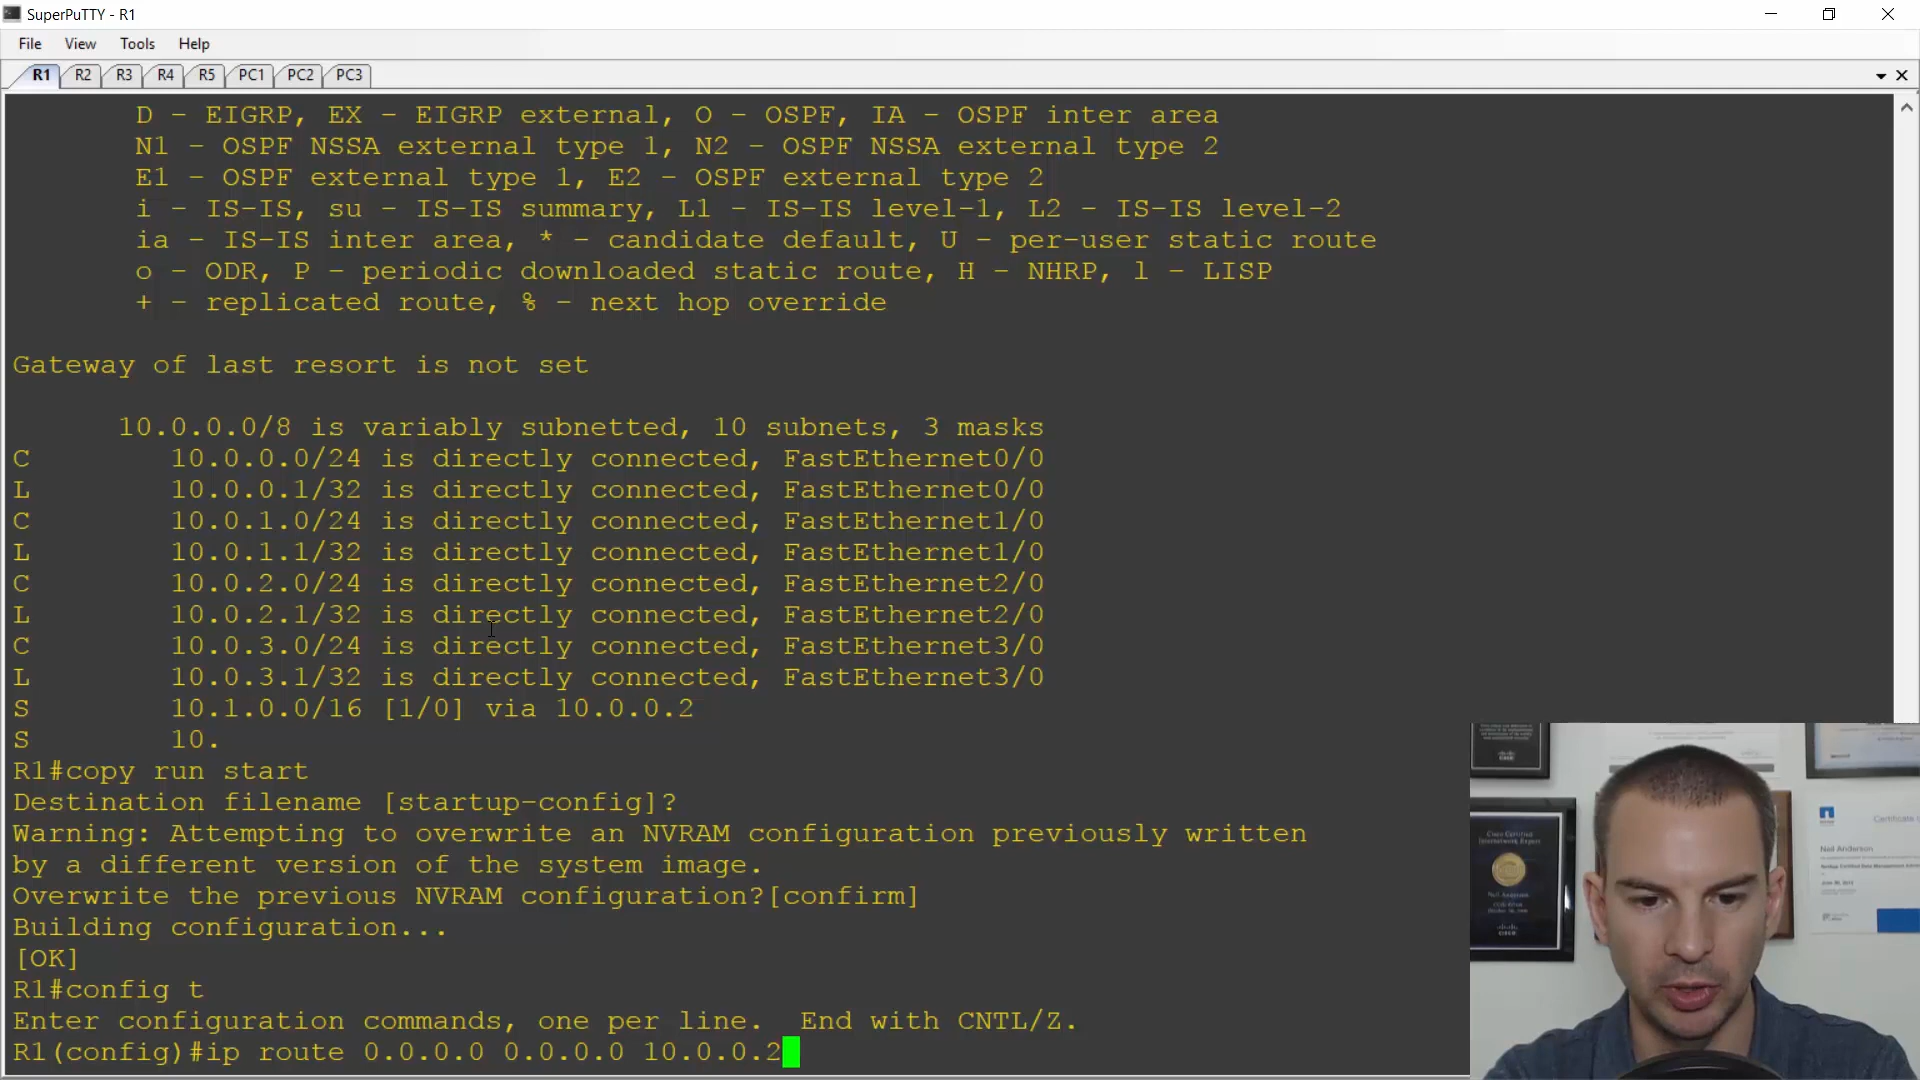 SuperPuTTY - R1
File View Tools Help
R1 R2 R3 R4 R5 PC1 PC2 PC3
D - EIGRP, EX - EIGRP external, O - OSPF, IA - OSPF inter area
N1 - OSPF NSSA external type 1, N2 - OSPF NSSA external type 2
E1 - OSPF external type 1, E2 - OSPF external type 2
i - IS-IS, su - IS-IS summary, L1 - IS-IS level-1, L2 - IS-IS level-2
ia - IS-IS inter area, * - candidate default, U - per-user static route
o - ODR, P - periodic downloaded static route, H - NHRP, l - LISP
+ - replicated route, % - next hop override
Gateway of last resort is not set
10.0.0.0/8 is variably subnetted, 10 subnets, 3 masks
C 10.0.0.0/24 is directly connected, FastEthernet0/0
L 10.0.0.1/32 is directly connected, FastEthernet0/0
C 10.0.1.0/24 is directly connected, FastEthernet1/0
L 10.0.1.1/32 is directly connected, FastEthernet1/0
C 10.0.2.0/24 is directly connected, FastEthernet2/0
L 10.0.2.1/32 is directly connected, FastEthernet2/0
C 10.0.3.0/24 is directly connected, FastEthernet3/0
L 10.0.3.1/32 is directly connected, FastEthernet3/0
S 10.1.0.0/16 [1/0] via 10.0.0.2
S 10.
R1#copy run start
Destination filename [startup-config]?
Warning: Attempting to overwrite an NVRAM configuration previously written
by a different version of the system image.
Overwrite the previous NVRAM configuration?[confirm]
Building configuration...
[OK]
R1#config t
Enter configuration commands, one per line. End with CNTL/Z.
R1(config)#ip route 0.0.0.0 0.0.0.0 10.0.0.2
Neil Anderson